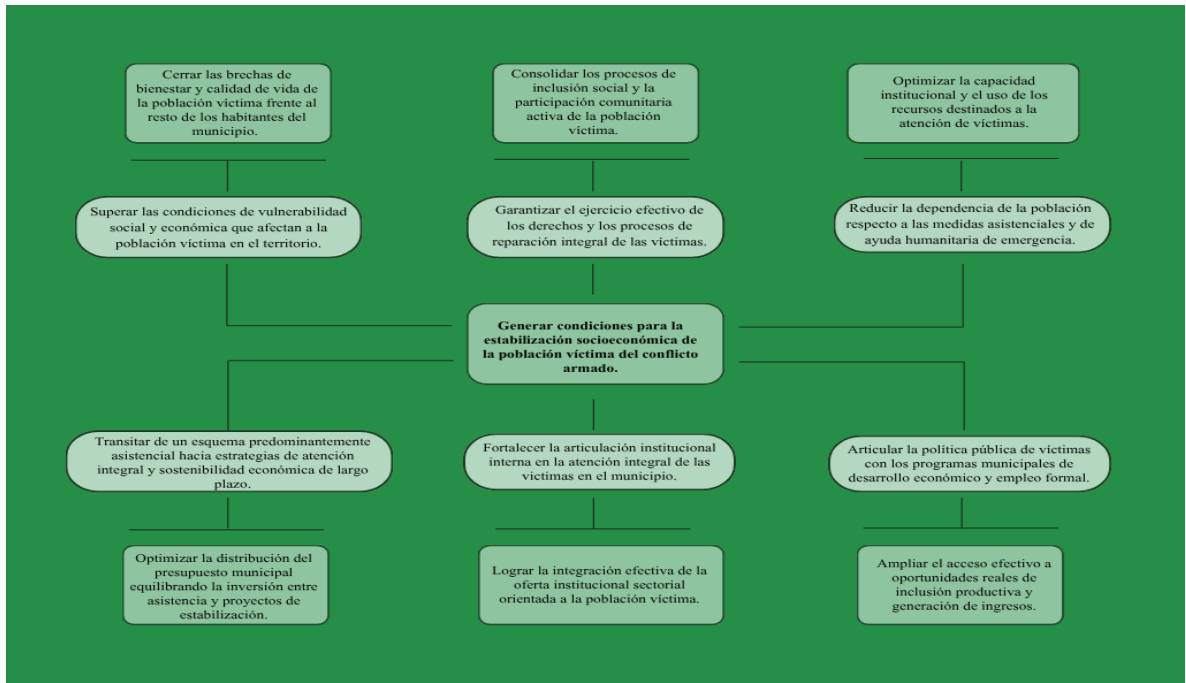 Cerrar las brechas de
bienestar y calidad de vida de
la población víctima frente al
resto de los habitantes del
municipio.
Consolidar los procesos de
inclusión social y la
participación comunitaria
activa de la población
víctima.
Optimizar la capacidad
institucional y el uso de los
recursos destinados a la
atención de víctimas.
Superar las condiciones de vulnerabilidad
social y económica que afectan a la
población víctima en el territorio.
Garantizar el ejercicio efectivo de
los derechos y los procesos de
reparación integral de las víctimas.
Reducir la dependencia de la población
respecto a las medidas asistenciales y de
ayuda humanitaria de emergencia.
Generar condiciones para la
estabilización socioeconómica de
la población víctima del conflicto
armado.
Transitar de un esquema predominantemente
asistencial hacia estrategias de atención
integral y sostenibilidad económica de largo
plazo.
Fortalecer la articulación institucional
interna en la atención integral de las
victimas en el municipio.
Articular la política pública de víctimas
con los programas municipales de
desarrollo económico y empleo formal.
Optimizar la distribución del
presupuesto municipal
equilibrando la inversión entre
asistencia y proyectos de
estabilización.
Lograr la integración efectiva de la
oferta institucional sectorial
orientada a la población víctima.
Ampliar el acceso efectivo a
oportunidades reales de
inclusión productiva y
generación de ingresos.